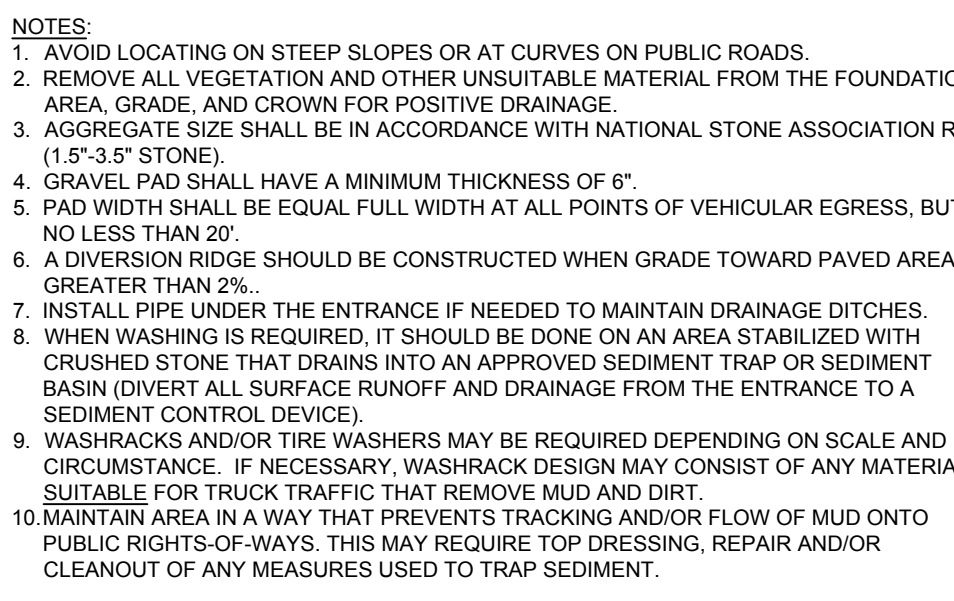 NOTES:
1. AVOID LOCATING ON STEEP SLOPES OR AT CURVES ON PUBLIC ROADS.
2. REMOVE ALL VEGETATION AND OTHER UNSUITABLE MATERIAL FROM THE FOUNDATIO
AREA, GRADE, AND CROWN FOR POSITIVE DRAINAGE.
3. AGGREGATE SIZE SHALL BE IN ACCORDANCE WITH NATIONAL STONE ASSOCIATION R
(1.5"-3.5" STONE).
4. GRAVEL PAD SHALL HAVE A MINIMUM THICKNESS OF 6".
5. PAD WIDTH SHALL BE EQUAL FULL WIDTH AT ALL POINTS OF VEHICULAR EGRESS, BUT
NO LESS THAN 20'.
6. A DIVERSION RIDGE SHOULD BE CONSTRUCTED WHEN GRADE TOWARD PAVED AREA
GREATER THAN 2%..
7. INSTALL PIPE UNDER THE ENTRANCE IF NEEDED TO MAINTAIN DRAINAGE DITCHES.
8. WHEN WASHING IS REQUIRED, IT SHOULD BE DONE ON AN AREA STABILIZED WITH
CRUSHED STONE THAT DRAINS INTO AN APPROVED SEDIMENT TRAP OR SEDIMENT
BASIN (DIVERT ALL SURFACE RUNOFF AND DRAINAGE FROM THE ENTRANCE TO A
SEDIMENT CONTROL DEVICE).
9. WASHRACKS AND/OR TIRE WASHERS MAY BE REQUIRED DEPENDING ON SCALE AND
CIRCUMSTANCE. IF NECESSARY, WASHRACK DESIGN MAY CONSIST OF ANY MATERIA
SUITABLE FOR TRUCK TRAFFIC THAT REMOVE MUD AND DIRT.
10.MAINTAIN AREA IN A WAY THAT PREVENTS TRACKING AND/OR FLOW OF MUD ONTO
PUBLIC RIGHTS-OF-WAYS. THIS MAY REQUIRE TOP DRESSING, REPAIR AND/OR
CLEANOUT OF ANY MEASURES USED TO TRAP SEDIMENT.